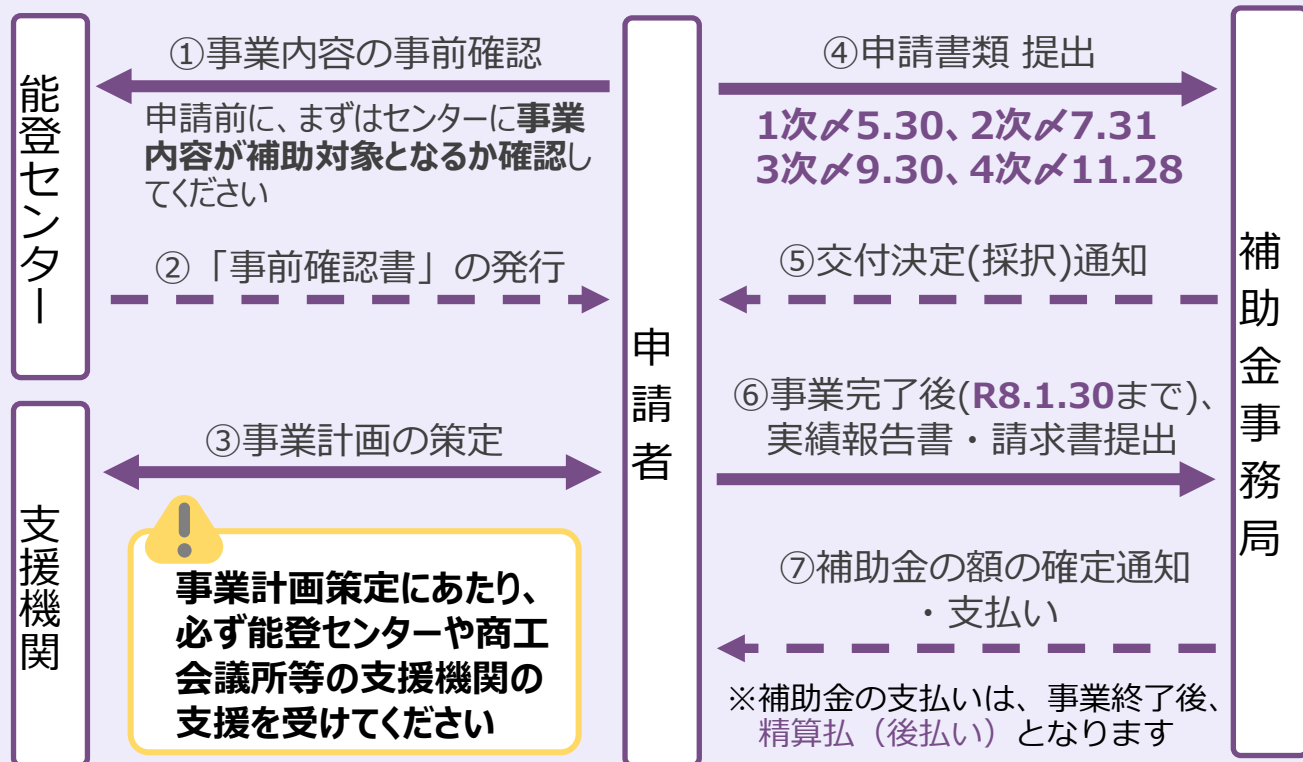 能登センター
①事業内容の事前確認
申請前に、まずはセンターに事業
内容が補助対象となるか確認し
てください
②「事前確認書」の発行
支援機関
③事業計画の策定
事業計画策定にあたり、
必ず能登センターや商工
会議所等の支援機関の
支援を受けてください
申請者
④申請書類 提出
1次〆5.30、2次〆7.31
3次〆9.30、4次〆11.28
⑤交付決定(採択)通知
⑥事業完了後(R8.1.30まで)、
実績報告書・請求書提出
⑦補助金の額の確定通知
・支払い
※補助金の支払いは、事業終了後、
精算払（後払い）となります
補助金事務局